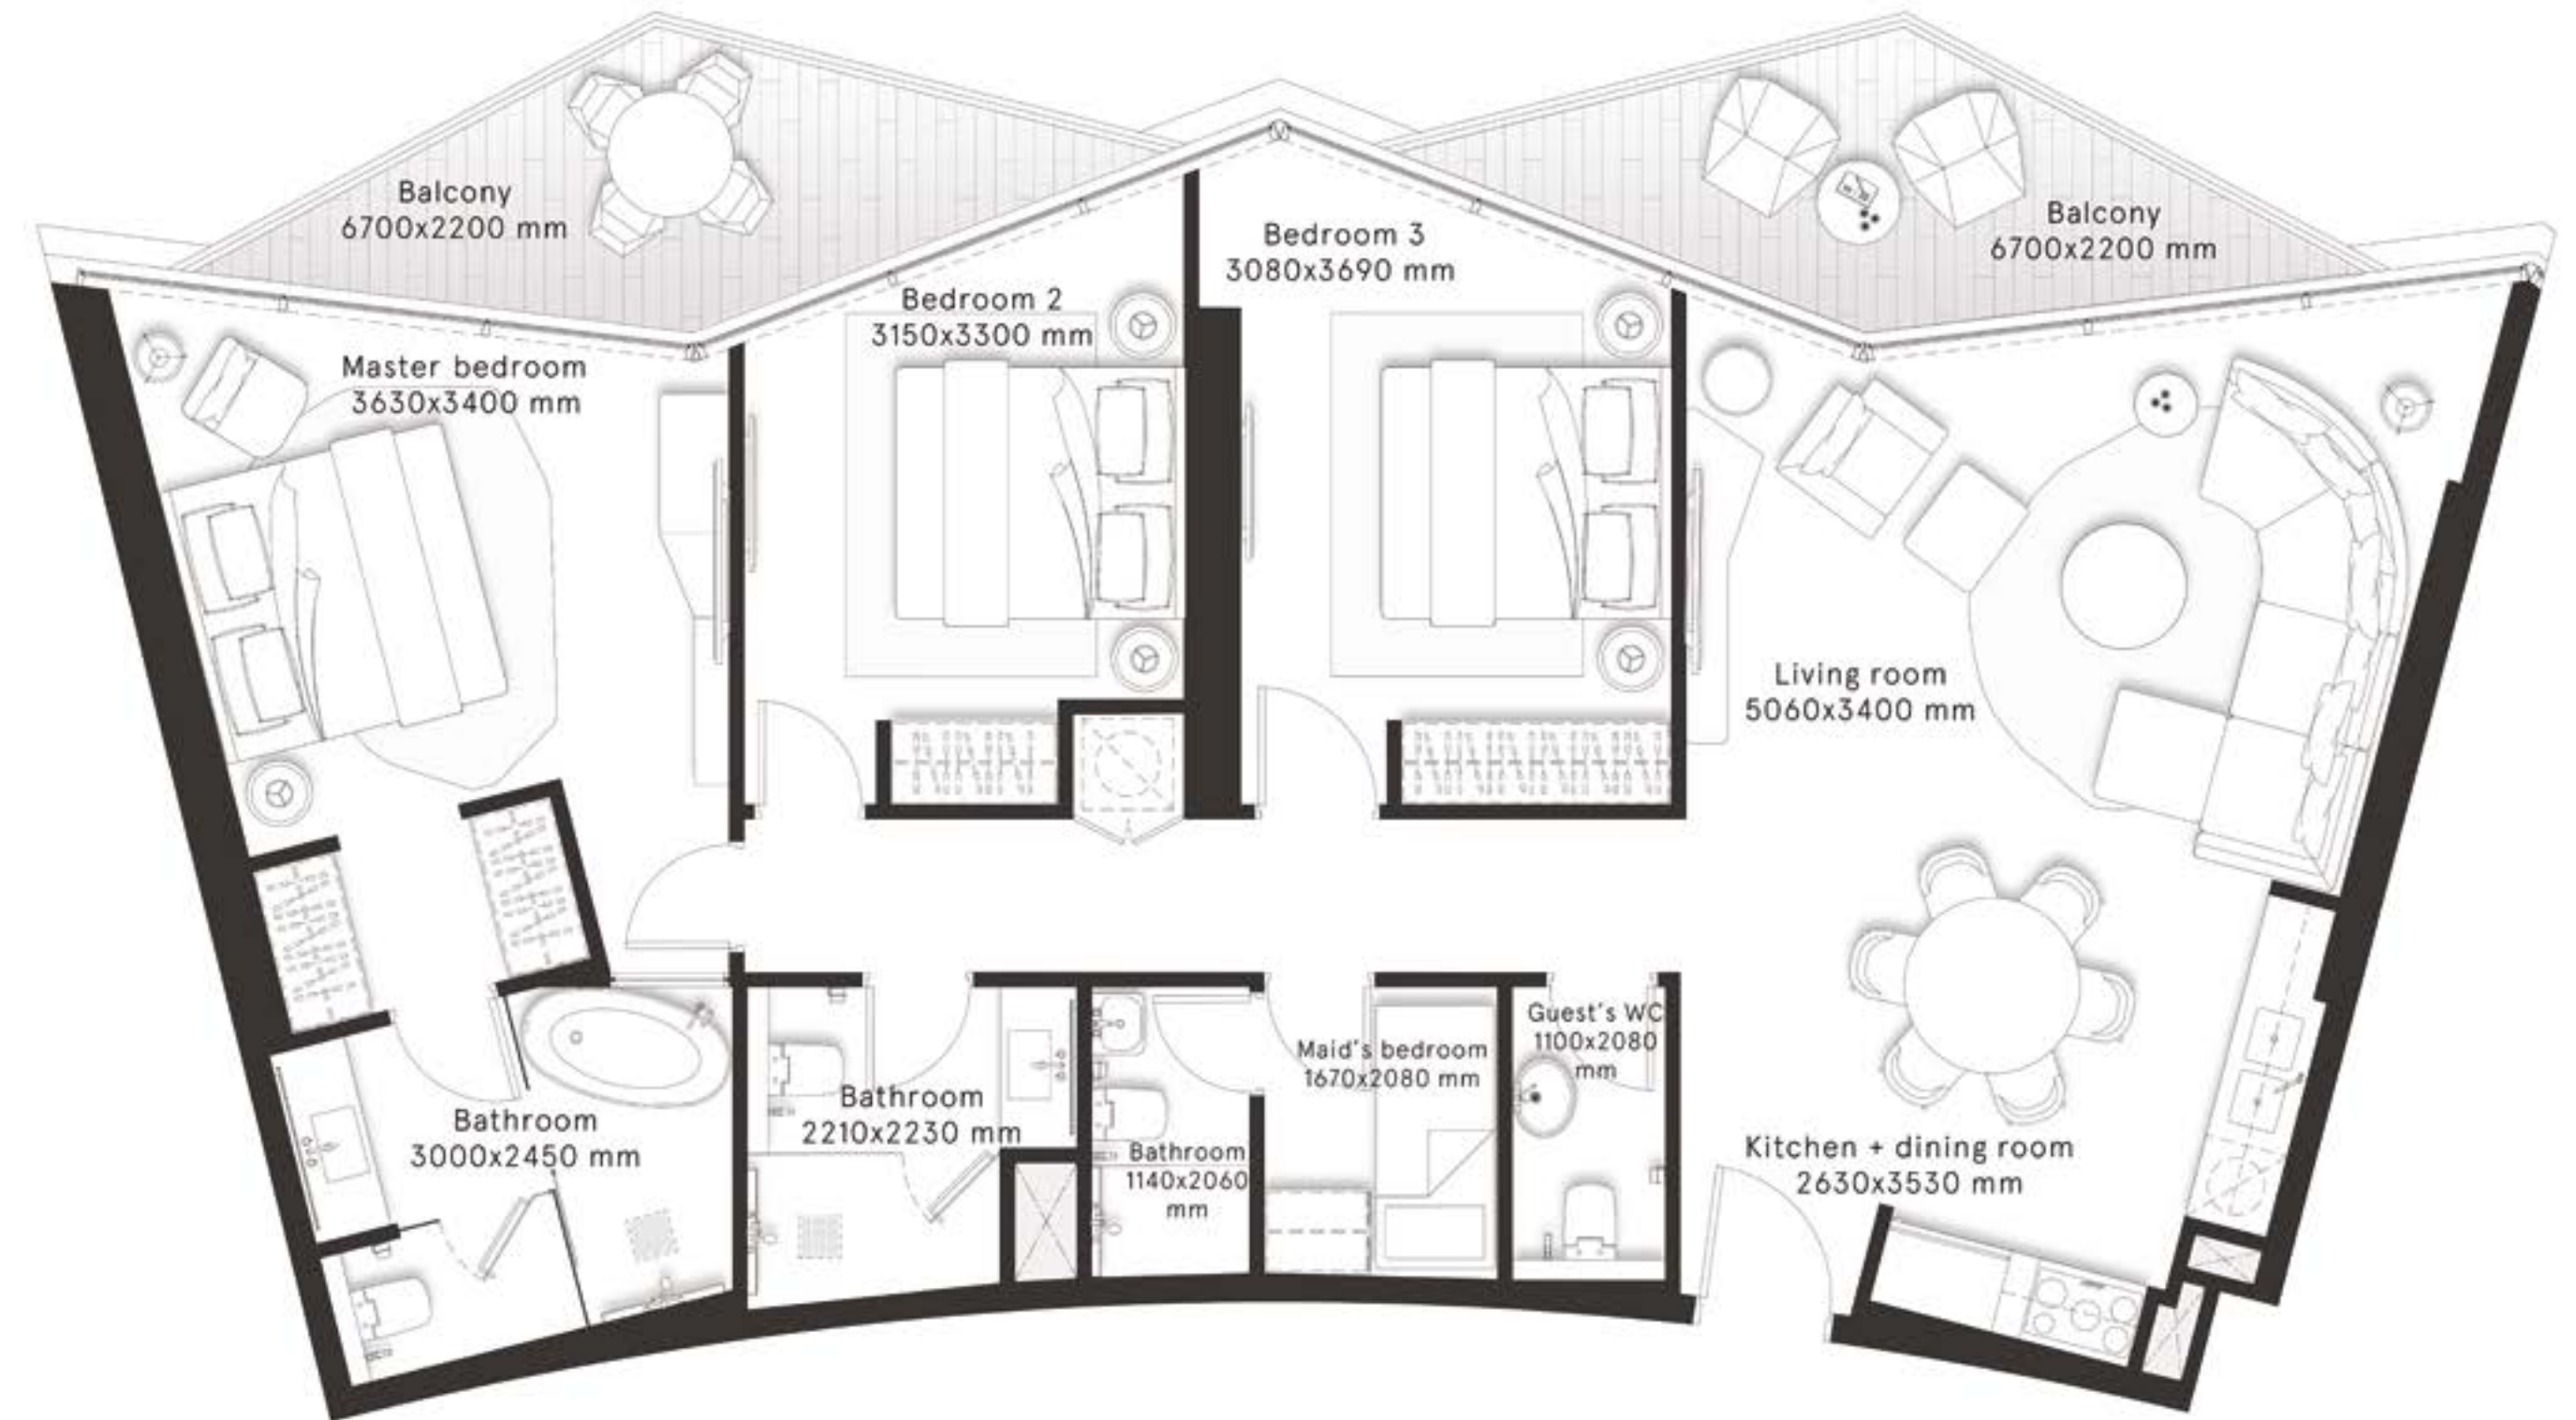 Balcony
6700x2200 mm
Balcony
6700x2200 mm
Bedroom 3
3080x3690 mm
Bedroom 2
3150x3300 mm
Master bedroom
3630x3400 mm
Living room
5060x3400 mm
Guest's WC
1100x2080
mm
Maid's bedroom
1670x2080 mm
Bathroom
2210x2230 mm
Bathroom
3000x2450 mm
Bathroom
1140x2060
mm
Kitchen + dining room
2630x3530 mm